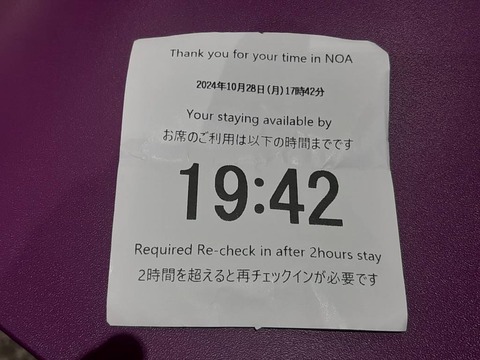 Thank you for your time in NOA
2024年10月28日(月)17時42分
Your staying available by
お席のご利用は以下の時間までです
19:42
Required Re-check in after 2hours stay
2時間を超えると再チェックインが必要です